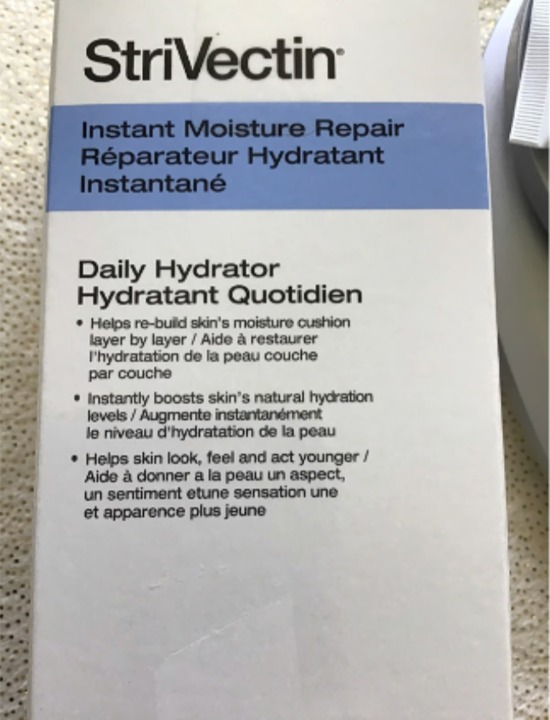 StriVectin®
Instant Moisture Repair
Réparateur Hydratant
Instantané
Daily Hydrator
Hydratant Quotidien
• Helps re-build skin's moisture cushion
layer by layer / Aide à restaurer
l'hydratation de la peau couche
par couche
• Instantly boosts skin's natural hydration
levels / Augmente instantanément
le niveau d'hydratation de la peau
• Helps skin look, feel and act younger /
Aide à donner a la peau un aspect,
un sentiment etune sensation une
et apparence plus jeune